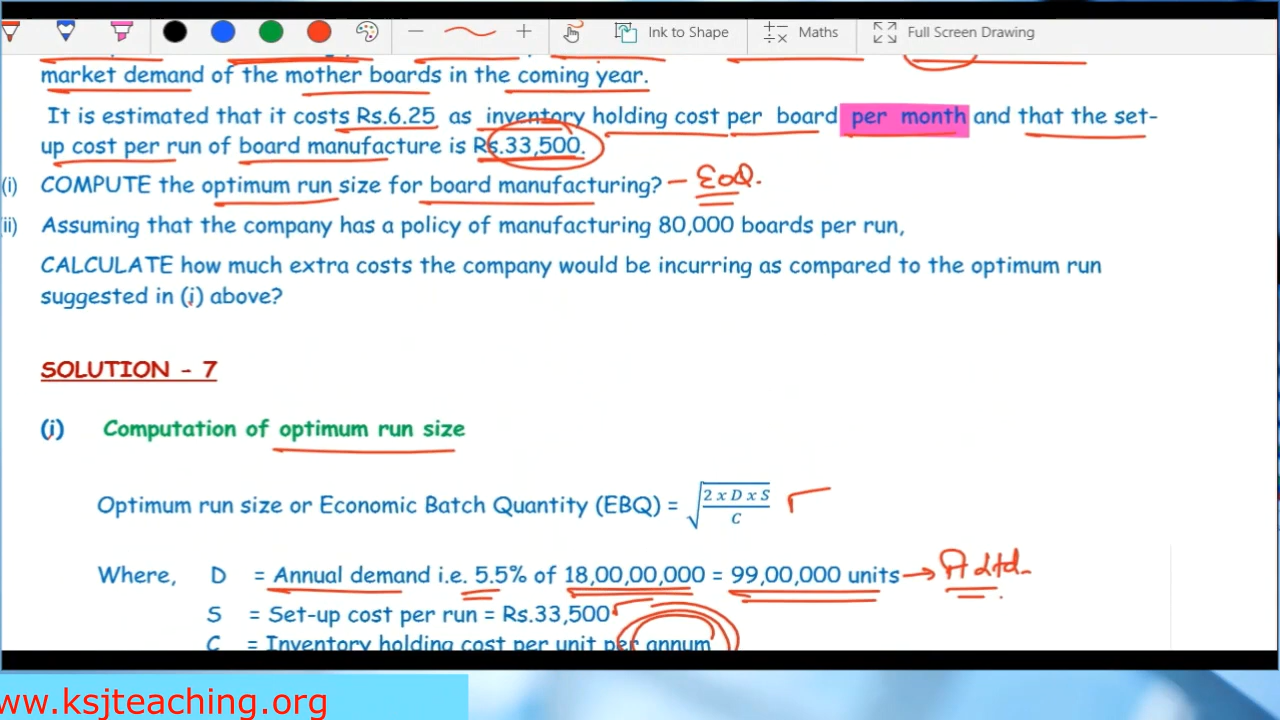 Ink to Shape
Maths
Full Screen Drawing
market demand of the mother boards in the coming year.
It is estimated that it costs Rs.6.25 as inventory holding cost per board per month and that the set-
up cost per run of board manufacture is Rs.33,500.
(i) COMPUTE the optimum run size for board manufacturing? – EOQ.
ii) Assuming that the company has a policy of manufacturing 80,000 boards per run,
CALCULATE how much extra costs the company would be incurring as compared to the optimum run
suggested in (i) above?
SOLUTION - 7
(i) Computation of optimum run size
Optimum run size or Economic Batch Quantity (EBQ) = √(2 x D x S / C)
Where, D = Annual demand i.e. 5.5% of 18,00,00,000 = 99,00,000 units → A Ltd.
S = Set-up cost per run = Rs.33,500
C = Inventory holding cost per unit per annum
ww.ksjteaching.org